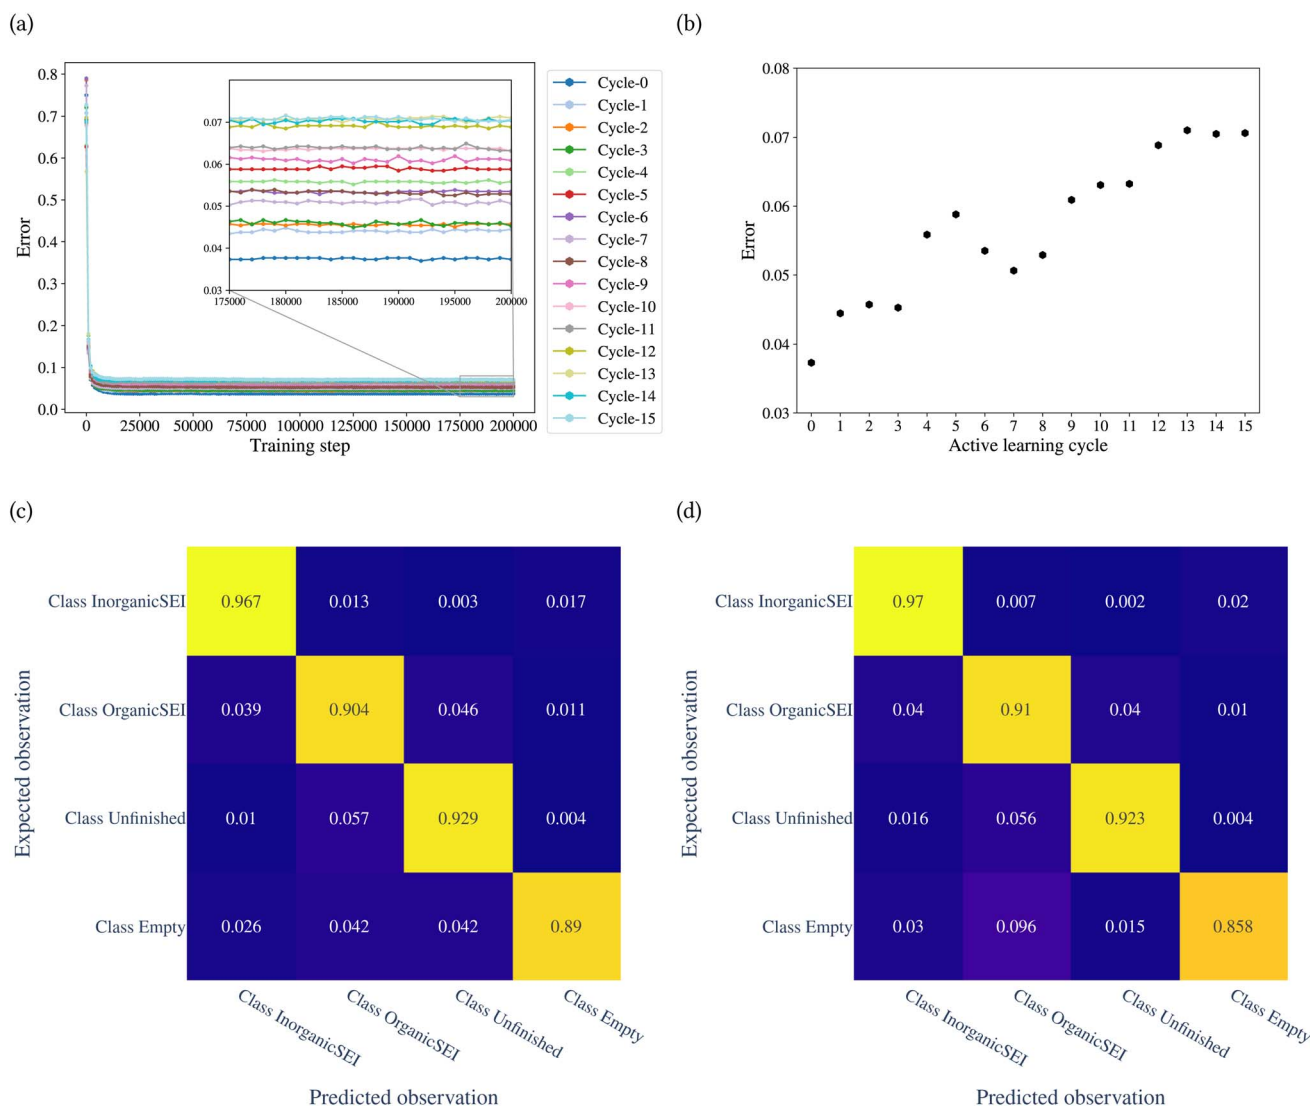 (a)
0.8
0.7
0.6
0.5
0.4
0.3
0.2
0.1
0.0
Error
0 25000 50000 75000 100000 125000 150000 175000 200000
Training step
0.07
0.06
0.05
0.04
0.03
175000 180000 185000 190000 195000 200000
Cycle-0
Cycle-1
Cycle-2
Cycle-3
Cycle-4
Cycle-5
Cycle-6
Cycle-7
Cycle-8
Cycle-9
Cycle-10
Cycle-11
Cycle-12
Cycle-13
Cycle-14
Cycle-15
(b)
0.08
0.07
0.06
0.05
0.04
0.03
Error
0 1 2 3 4 5 6 7 8 9 10 11 12 13 14 15
Active learning cycle
(c)
Expected observation
Class InorganicSEI 0.967 0.013 0.003 0.017
Class OrganicSEI 0.039 0.904 0.046 0.011
Class Unfinished 0.01 0.057 0.929 0.004
Class Empty 0.026 0.042 0.042 0.89
Class InorganicSEI
Class OrganicSEI
Class Unfinished
Class Empty
Predicted observation
(d)
Expected observation
Class InorganicSEI 0.97 0.007 0.002 0.02
Class OrganicSEI 0.04 0.91 0.04 0.01
Class Unfinished 0.016 0.056 0.923 0.004
Class Empty 0.03 0.096 0.015 0.858
Class InorganicSEI
Class OrganicSEI
Class Unfinished
Class Empty
Predicted observation